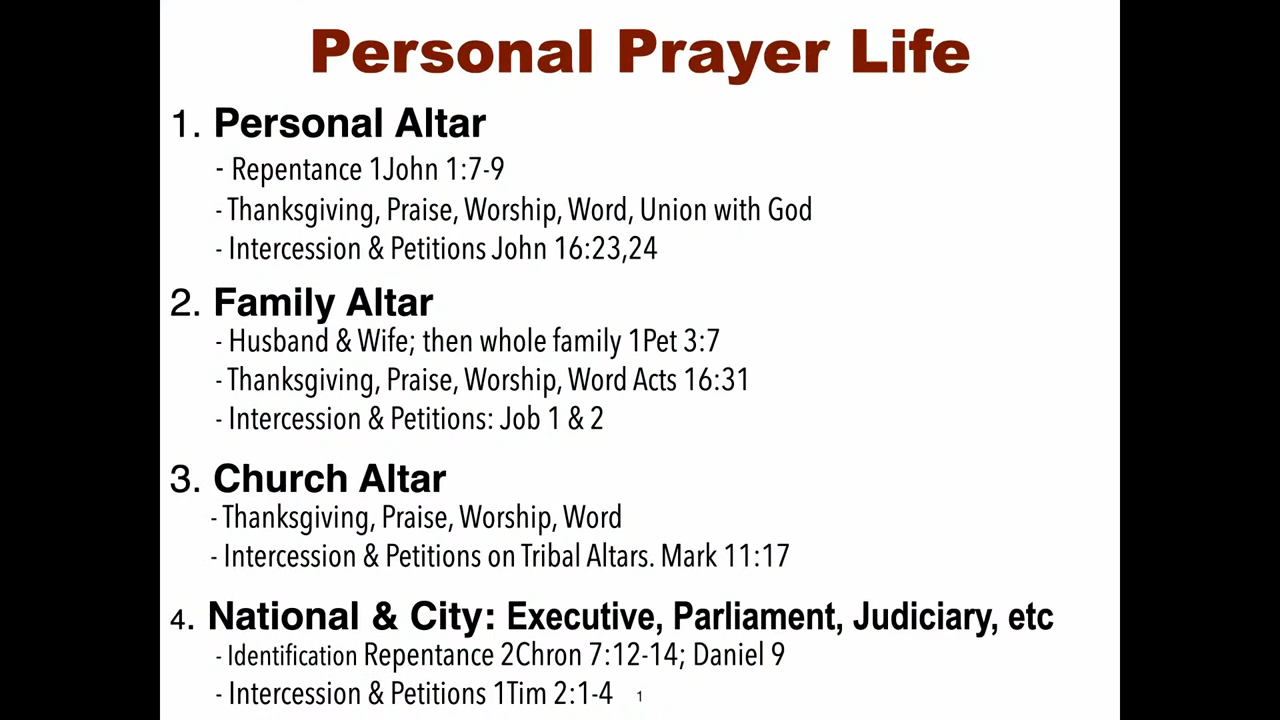 Personal Prayer Life
1. Personal Altar
- Repentance 1John 1:7-9
- Thanksgiving, Praise, Worship, Word, Union with God
- Intercession & Petitions John 16:23,24
2. Family Altar
- Husband & Wife; then whole family 1Pet 3:7
- Thanksgiving, Praise, Worship, Word Acts 16:31
- Intercession & Petitions: Job 1 & 2
3. Church Altar
- Thanksgiving, Praise, Worship, Word
- Intercession & Petitions on Tribal Altars. Mark 11:17
4. National & City: Executive, Parliament, Judiciary, etc
- Identification Repentance 2Chron 7:12-14; Daniel 9
- Intercession & Petitions 1Tim 2:1-4 1